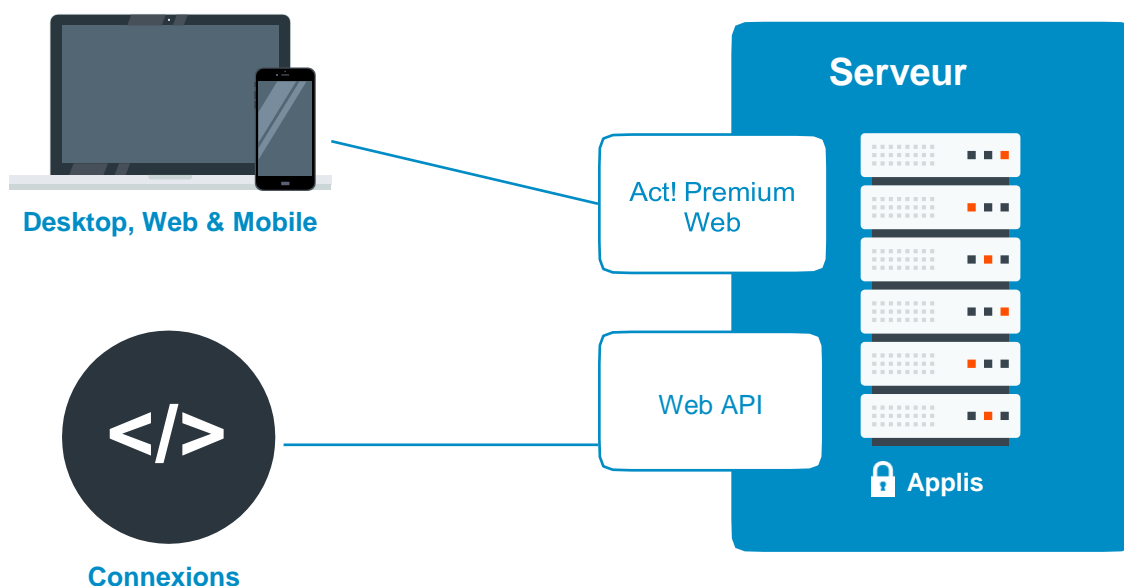 Serveur
Act! Premium
Web
Desktop, Web & Mobile
Web API
</>
Applis
Connexions